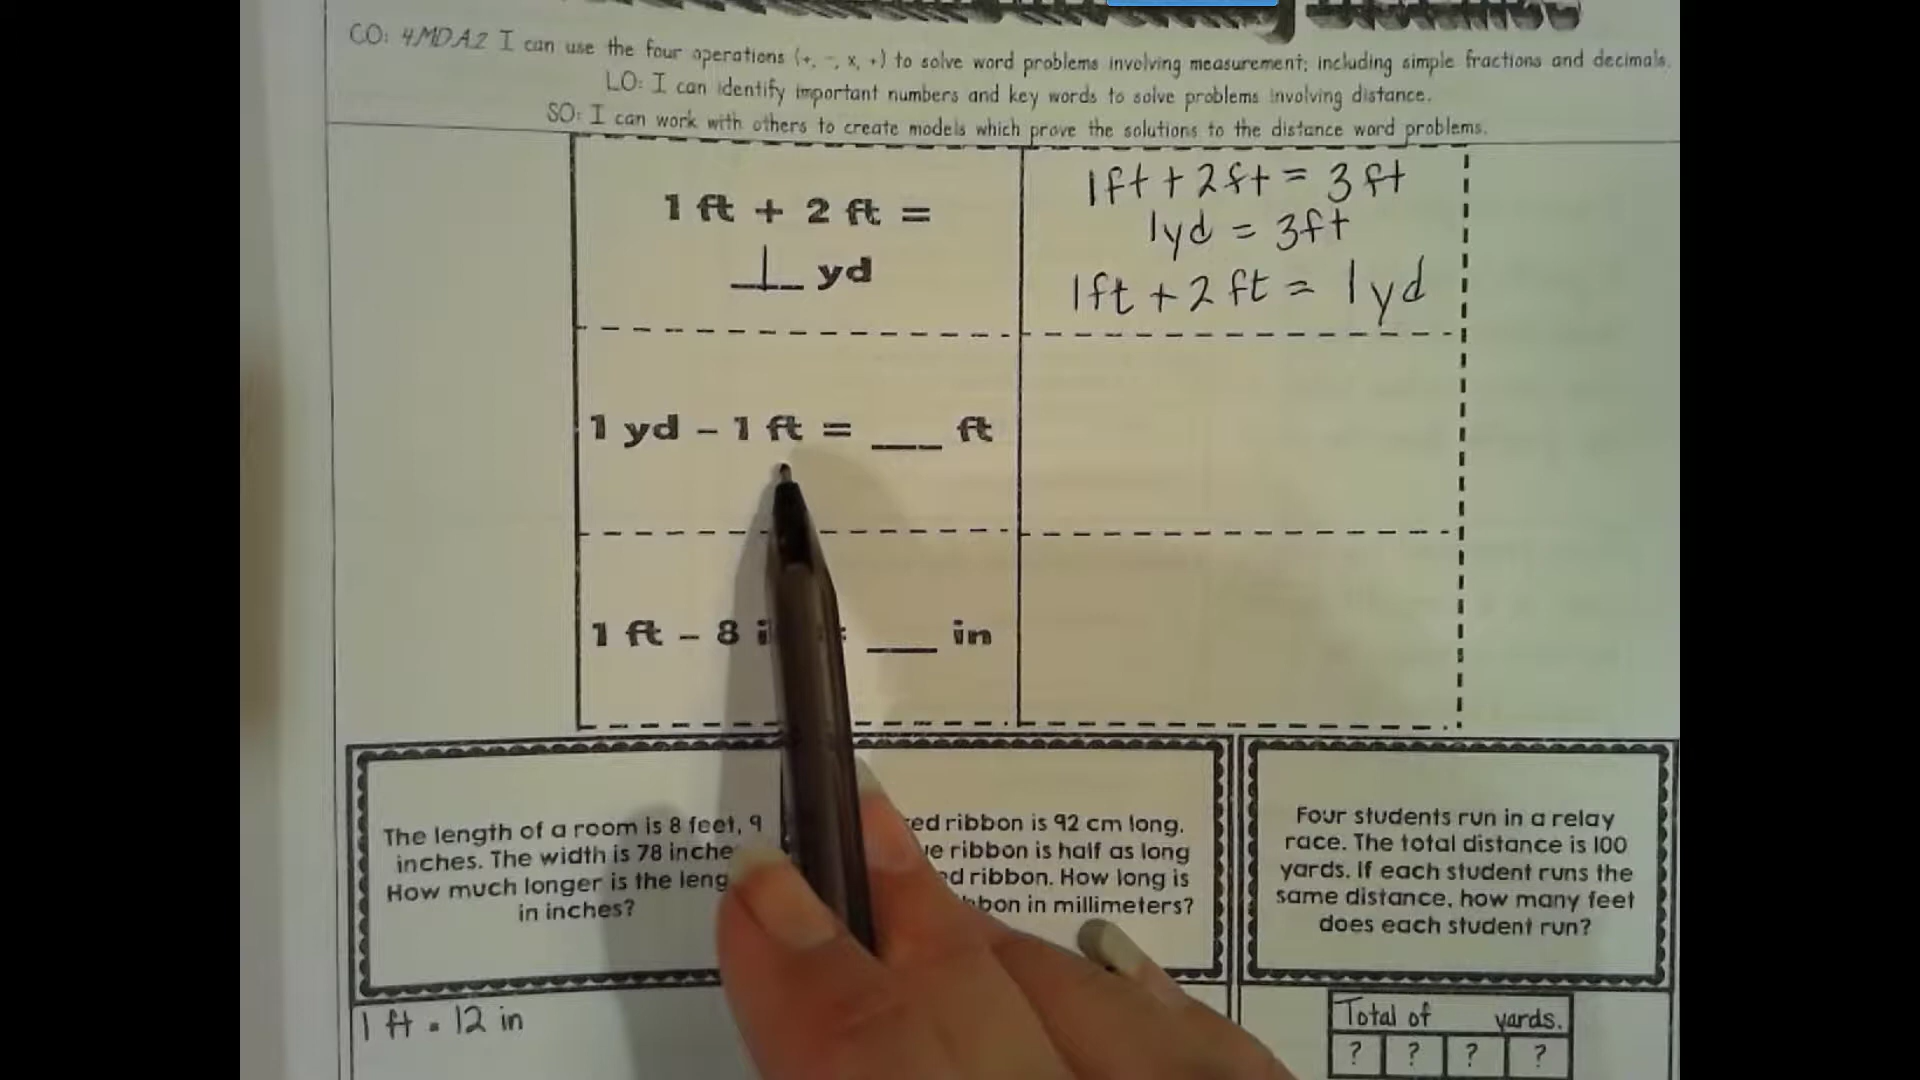 CO: 4.MD.A.2 I can use the four operations (+, -, x, ÷) to solve word problems involving measurement; including simple fractions and decimals.
LO: I can identify important numbers and key words to solve problems involving distance.
SO: I can work with others to create models which prove the solutions to the distance word problems.
1 ft + 2 ft =
1 yd
1ft + 2ft = 3ft
1yd = 3ft
1ft + 2ft = 1yd
1 yd – 1 ft = ___ ft
1 ft – 8 = ___ in
The length of a room is 8 feet, 9
inches. The width is 78
How much longer is the
in inches?
ribbon is 92 cm long.
ribbon is half as long
ribbon. How long is
in millimeters?
Four students run in a relay
race. The total distance is 100
yards. If each student runs the
same distance, how many feet
does each student run?
1 ft = 12 in
Total of yards.
? ? ? ?